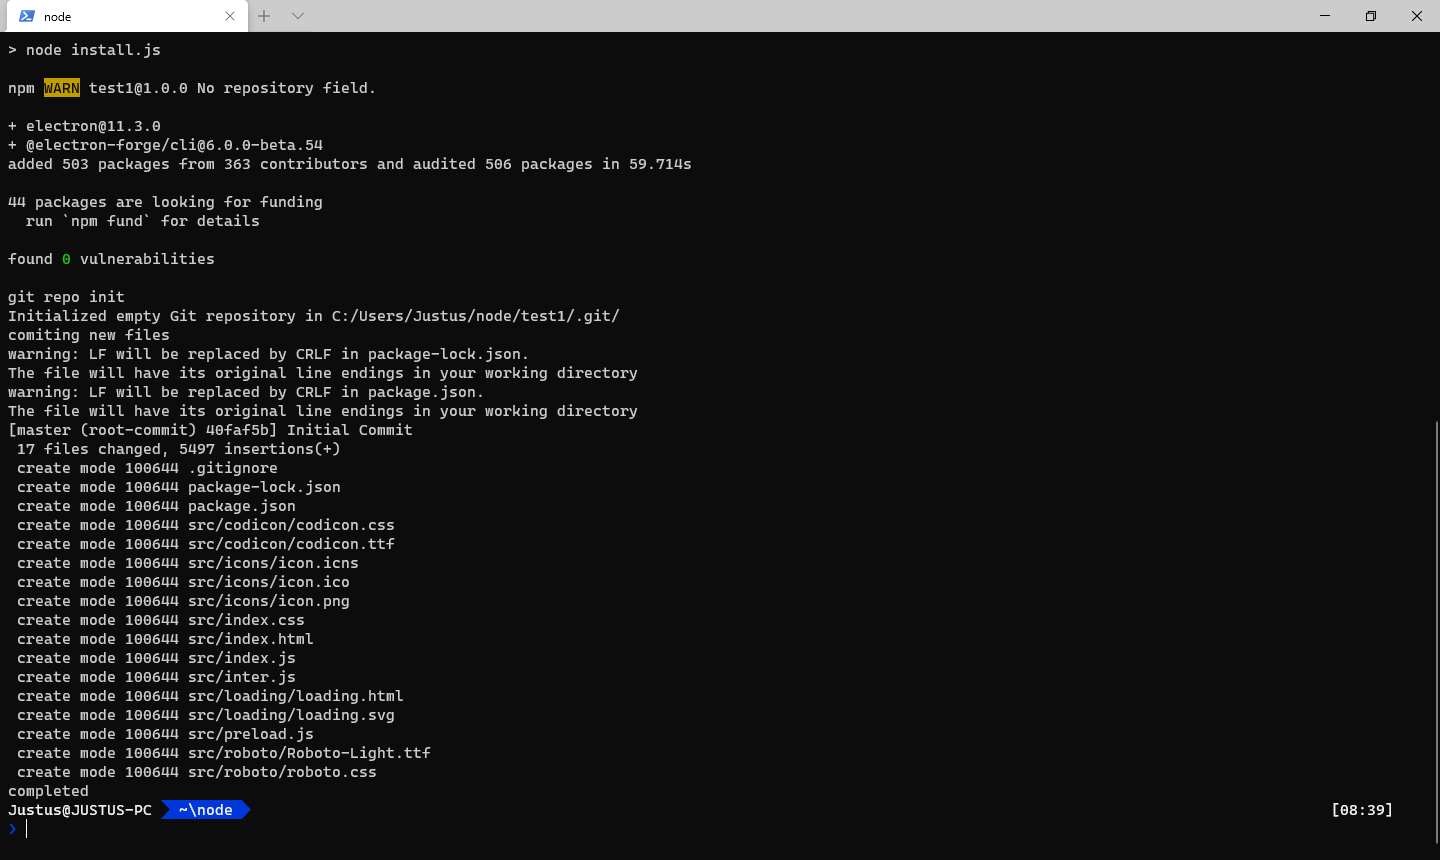 node
> node install.js
npm WARN test1@1.0.0 No repository field.
+ electron@11.3.0
+ @electron-forge/cli@6.0.0-beta.54
added 503 packages from 363 contributors and audited 506 packages in 59.714s
44 packages are looking for funding
  run `npm fund` for details
found 0 vulnerabilities
git repo init
Initialized empty Git repository in C:/Users/Justus/node/test1/.git/
comiting new files
warning: LF will be replaced by CRLF in package-lock.json.
The file will have its original line endings in your working directory
warning: LF will be replaced by CRLF in package.json.
The file will have its original line endings in your working directory
[master (root-commit) 40faf5b] Initial Commit
 17 files changed, 5497 insertions(+)
 create mode 100644 .gitignore
 create mode 100644 package-lock.json
 create mode 100644 package.json
 create mode 100644 src/codicon/codicon.css
 create mode 100644 src/codicon/codicon.ttf
 create mode 100644 src/icons/icon.icns
 create mode 100644 src/icons/icon.ico
 create mode 100644 src/icons/icon.png
 create mode 100644 src/index.css
 create mode 100644 src/index.html
 create mode 100644 src/index.js
 create mode 100644 src/inter.js
 create mode 100644 src/loading/loading.html
 create mode 100644 src/loading/loading.svg
 create mode 100644 src/preload.js
 create mode 100644 src/roboto/Roboto-Light.ttf
 create mode 100644 src/roboto/roboto.css
completed
Justus@JUSTUS-PC ~\node [08:39]
❯